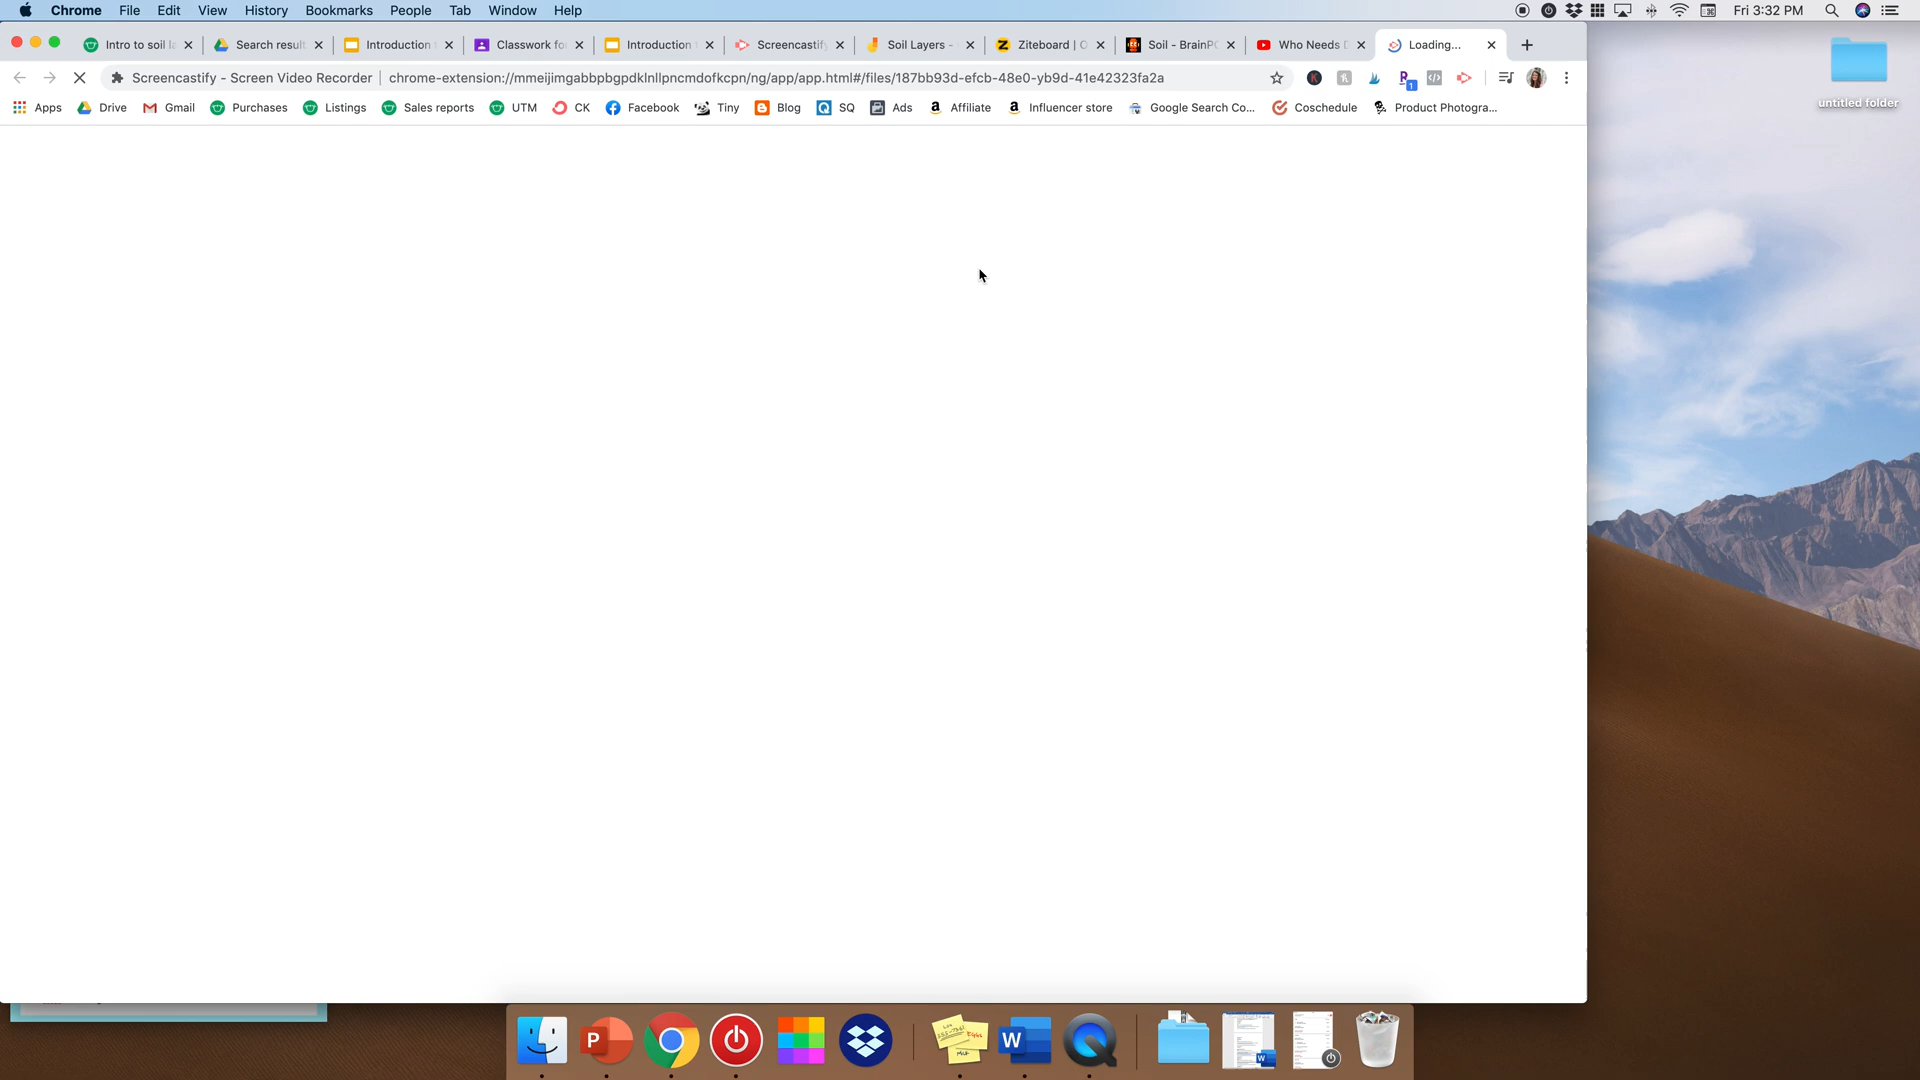 Chrome File Edit View History Bookmarks People Tab Window Help Fri 3:32 PM
Intro to soil la Search result Introduction Classwork fo Introduction Screencastify Soil Layers - Ziteboard | O Soil - BrainPO Who Needs D Loading...
Screencastify - Screen Video Recorder | chrome-extension://mmeijimgabbpbgpdklnllpncmdofkcpn/ng/app/app.html#/files/187bb93d-efcb-48e0-yb9d-41e42323fa2a
Apps Drive Gmail Purchases Listings Sales reports UTM CK Facebook Tiny Blog SQ Ads Affiliate Influencer store Google Search Co... Coschedule Product Photogra...
untitled folder